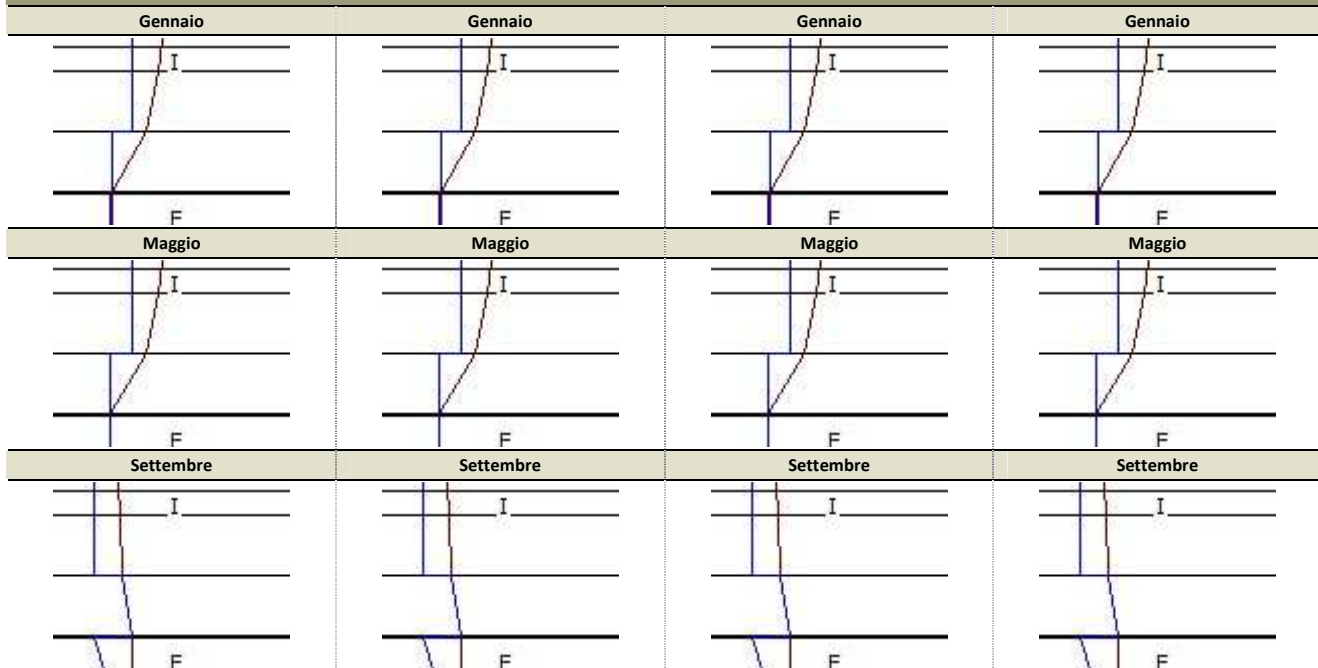 Gennaio Gennaio Gennaio Gennaio
I I I I
F F F F
Maggio Maggio Maggio Maggio
I I I I
F F F F
Settembre Settembre Settembre Settembre
I I I I
F F F F